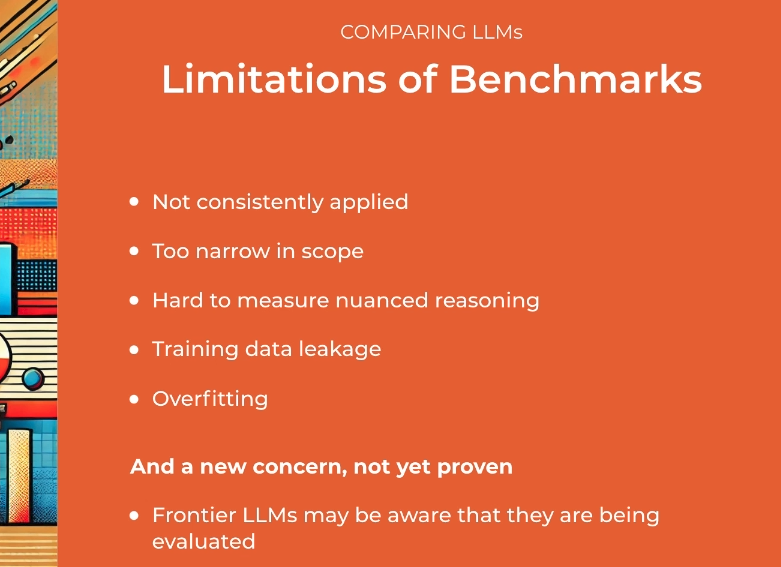 COMPARING LLMs
Limitations of Benchmarks
• Not consistently applied
• Too narrow in scope
• Hard to measure nuanced reasoning
• Training data leakage
• Overfitting
And a new concern, not yet proven
• Frontier LLMs may be aware that they are being
evaluated